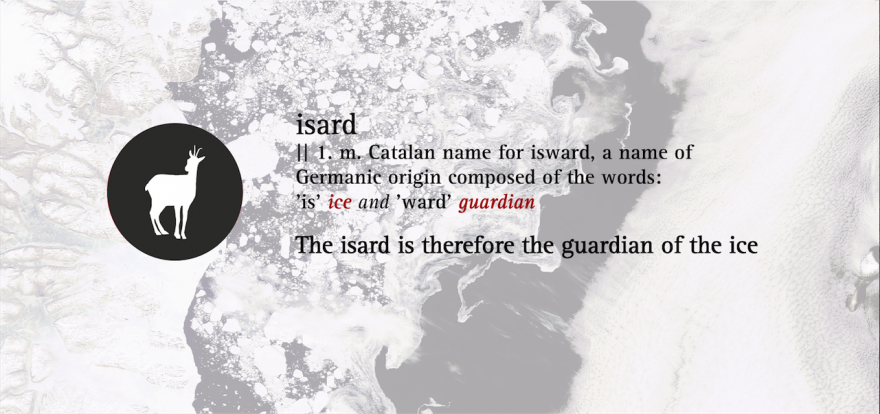 isard
|| 1. m. Catalan name for isward, a name of
Germanic origin composed of the words:
’is’ ice and ’ward’ guardian
The isard is therefore the guardian of the ice